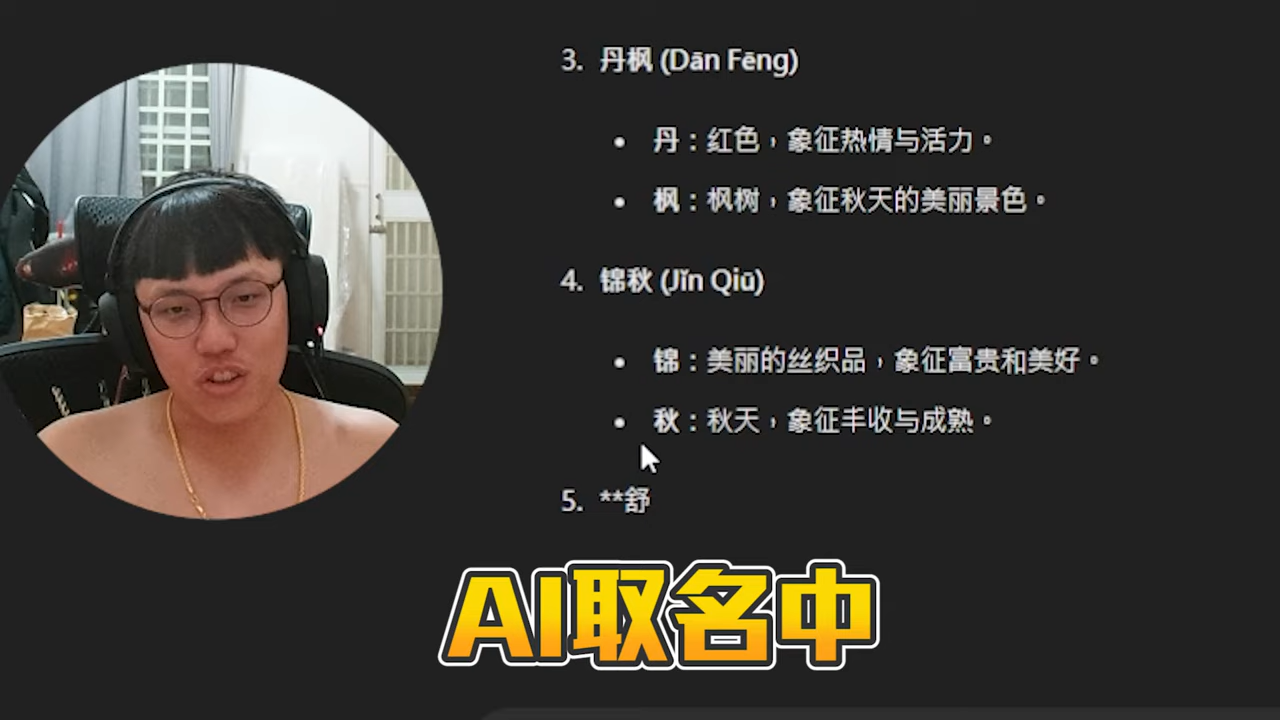 3. 丹枫 (Dān Fēng)
• 丹：红色，象征热情与活力。
• 枫：枫树，象征秋天的美丽景色。
4. 锦秋 (Jǐn Qiū)
• 锦：美丽的丝织品，象征富贵和美好。
• 秋：秋天，象征丰收与成熟。
5. **舒
AI取名中